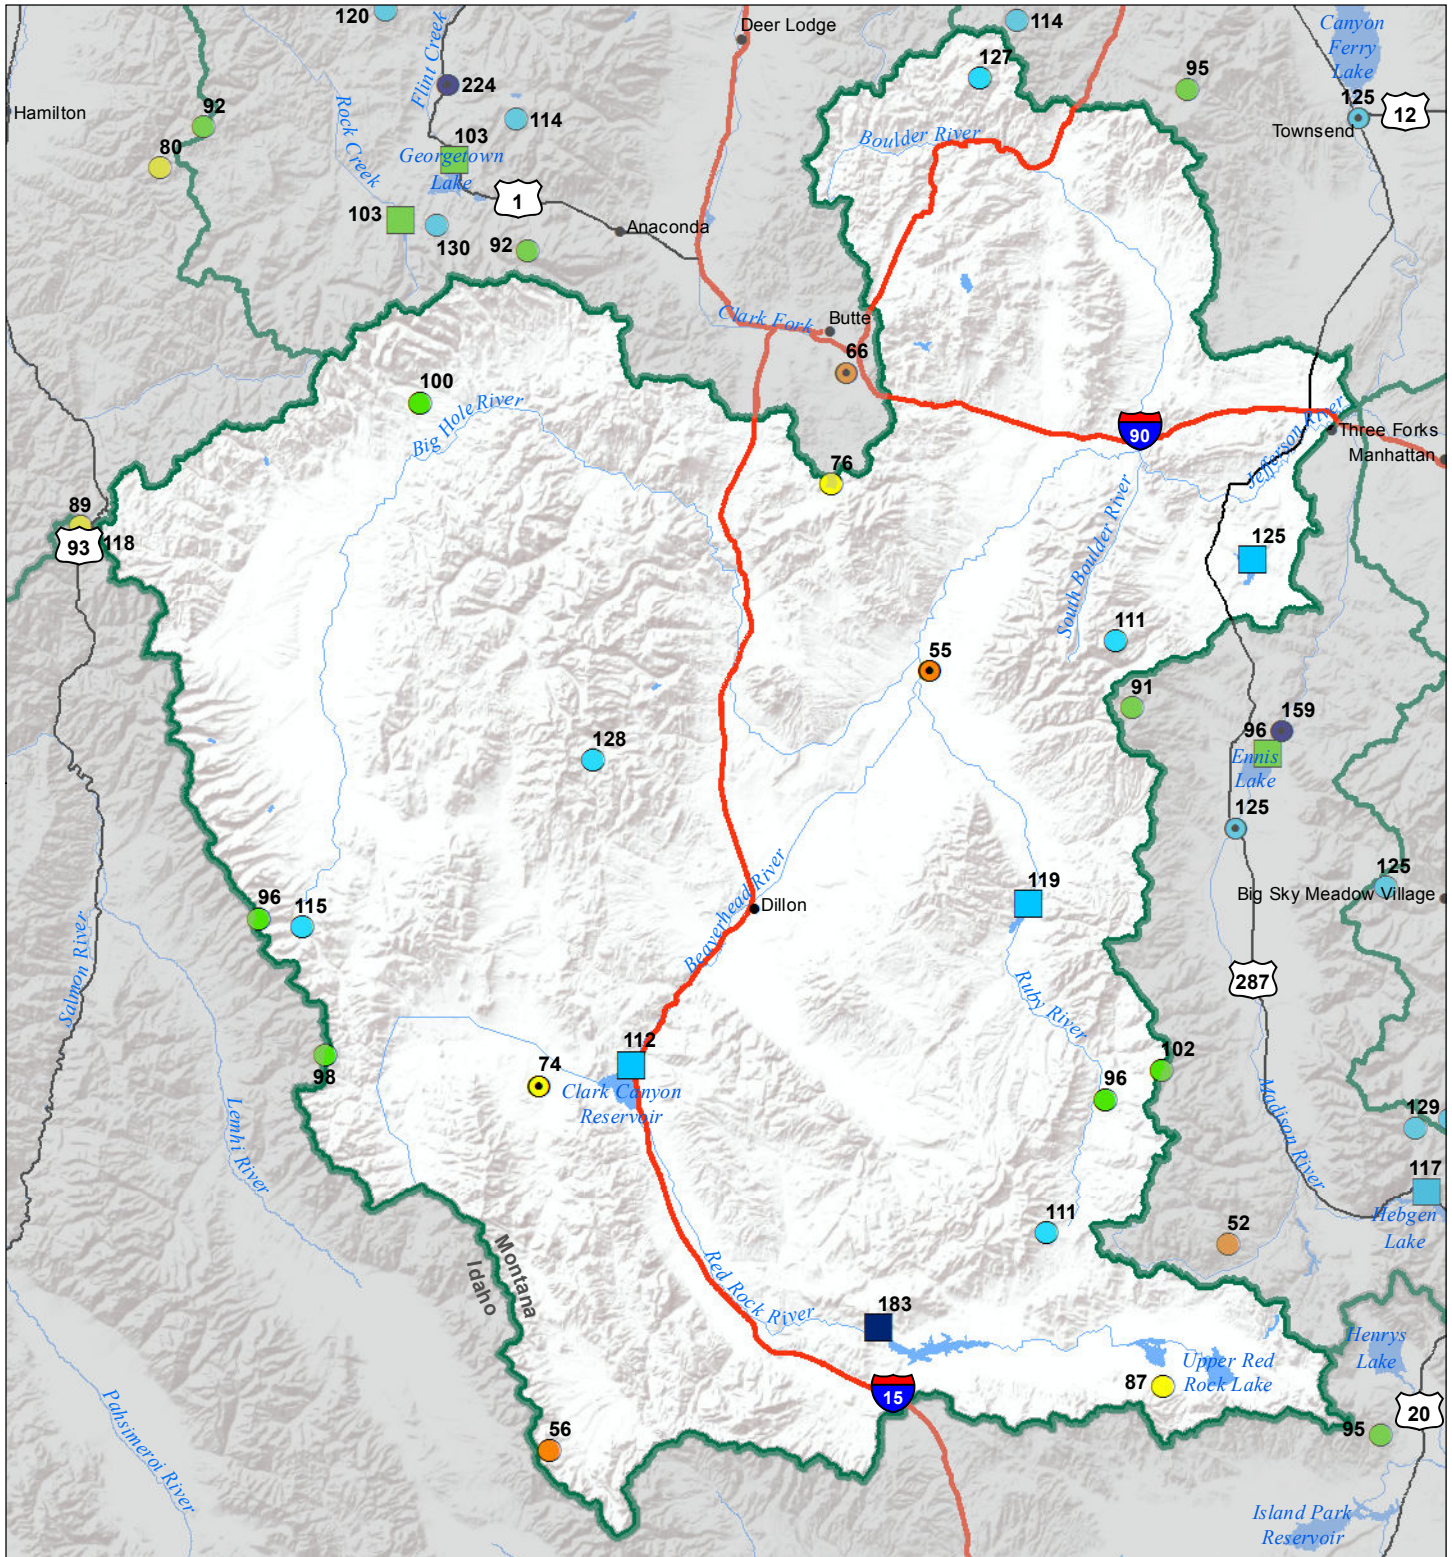 120
114
Deer Lodge
Canyon
Ferry
Lake
127
Flint Creek
224
95
125
12
Hamilton
92
Rock Creek
114
Townsend
Boulder River
103
Georgetown
Lake
80
1
103
130
92
Anaconda
Clark Fork
Butte
66
100
Big Hole River
90
Jefferson River
Three Forks
Manhattan
76
89
93
118
South Boulder River
125
111
55
91
159
96
Ennis
Lake
128
125
125
Big Sky Meadow Village
119
Beaverhead River
Dillon
96
115
Salmon River
287
Ruby River
112
102
98
74
Clark Canyon
Reservoir
96
Madison River
129
Lemhi River
117
Hebgen
Lake
111
52
Montana
Idaho
Red Rock River
183
Henrys
Lake
Upper Red
Rock Lake
87
15
20
Pahsimeroi River
56
95
Island Park
Reservoir